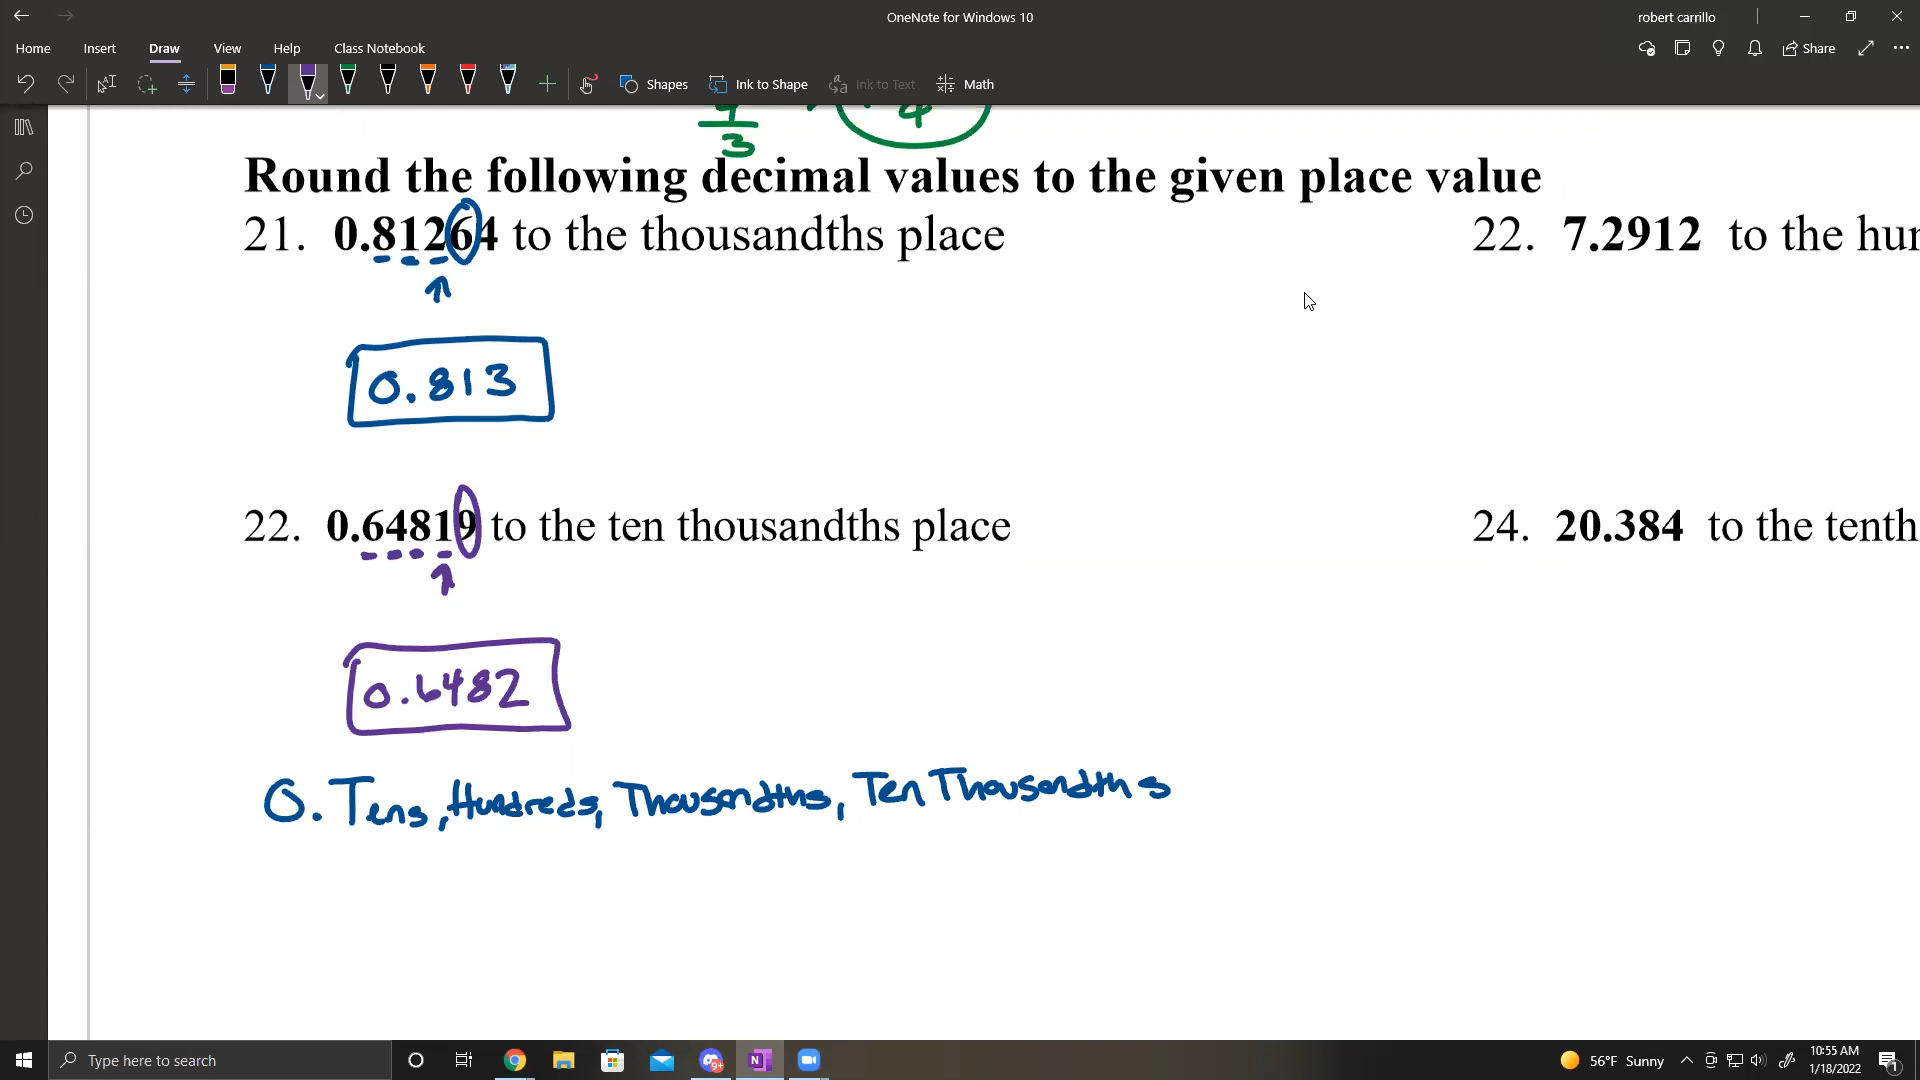 OneNote for Windows 10
robert carrillo
Home Insert Draw View Help Class Notebook
Share
Shapes Ink to Shape Ink to Text Math
4
3
4
Round the following decimal values to the given place value
21. 0.81264 to the thousandths place
22. 7.2912 to the hun
0.813
22. 0.64819 to the ten thousandths place
24. 20.384 to the tenth
0.6482
0. Tens, Hundreds, Thousandths, Ten Thousandths
Type here to search
56°F Sunny
10:55 AM
1/18/2022